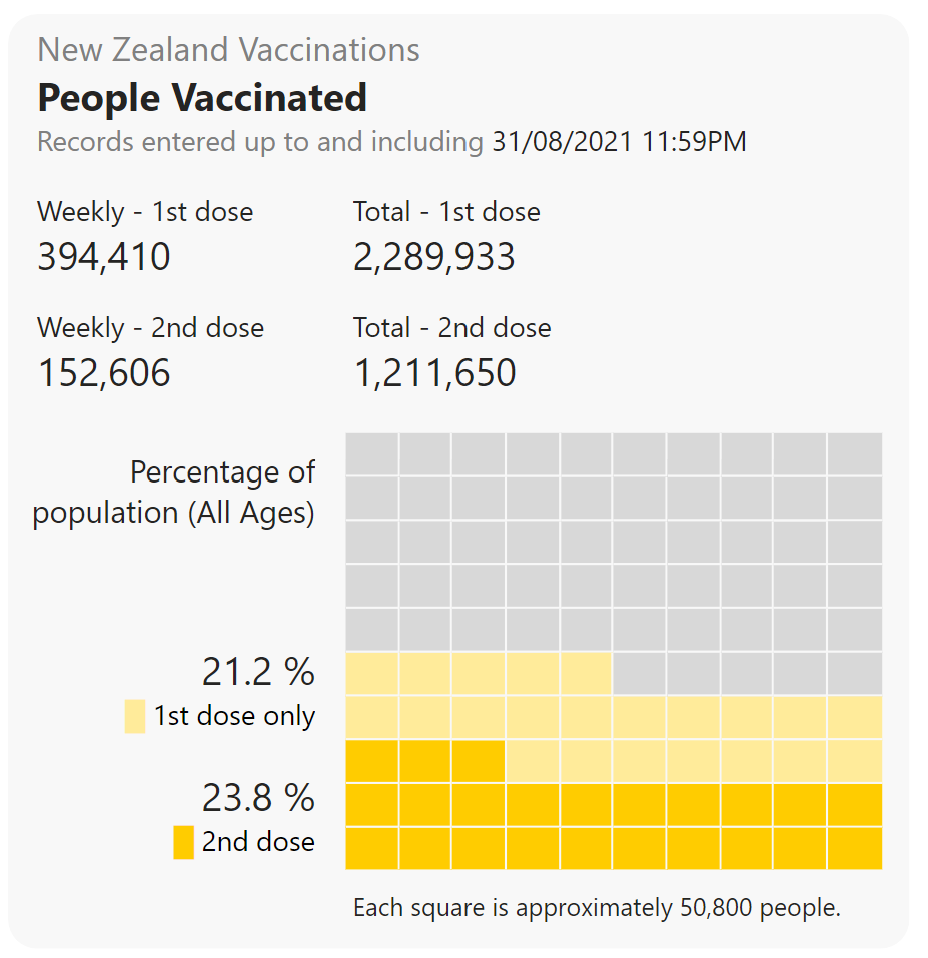 New Zealand Vaccinations
People Vaccinated
Records entered up to and including 31/08/2021 11:59PM
Weekly - 1st dose
394,410
Total - 1st dose
2,289,933
Weekly - 2nd dose
152,606
Total - 2nd dose
1,211,650
Percentage of
population (All Ages)
21.2 %
1st dose only
23.8 %
2nd dose
Each square is approximately 50,800 people.